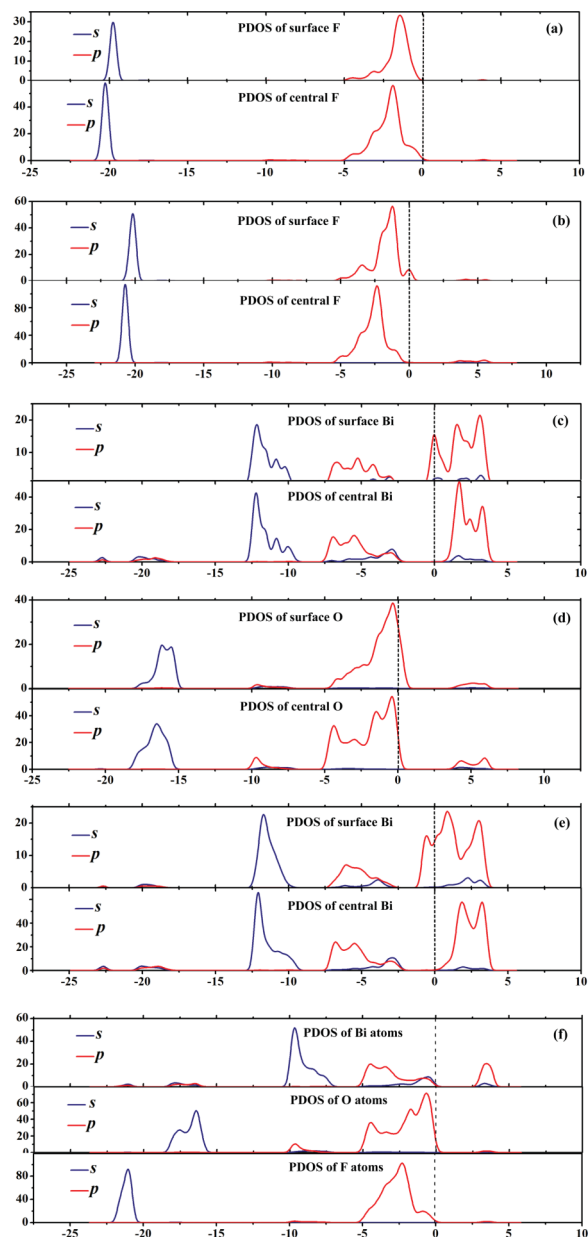 30
20
10
0
s
p
PDOS of surface F
(a)
40
20
0
s
p
PDOS of central F
-25 -20 -15 -10 -5 0 5 10
60
40
20
0
s
p
PDOS of surface F
(b)
80
40
0
s
p
PDOS of central F
-25 -20 -15 -10 -5 0 5 10
20
10
s
p
PDOS of surface Bi
(c)
40
20
0
s
p
PDOS of central Bi
-25 -20 -15 -10 -5 0 5 10
40
20
0
s
p
PDOS of surface O
(d)
40
20
0
s
p
PDOS of central O
-25 -20 -15 -10 -5 0 5 10
20
10
0
s
p
PDOS of surface Bi
(e)
60
40
20
0
s
p
PDOS of central Bi
-25 -20 -15 -10 -5 0 5 10
60
40
20
0
s
p
PDOS of Bi atoms
(f)
60
40
20
0
s
p
PDOS of O atoms
80
40
0
s
p
PDOS of F atoms
-25 -20 -15 -10 -5 0 5 10